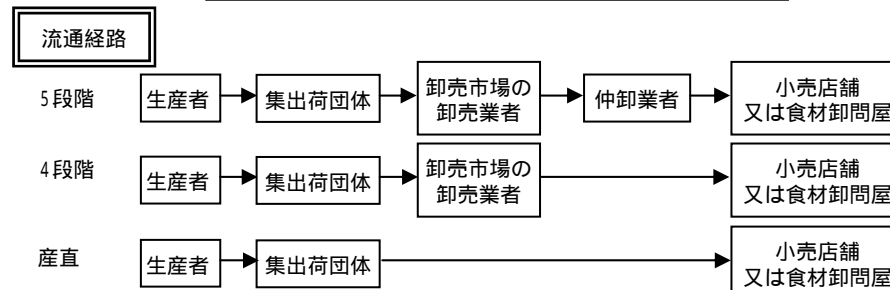 流通経路
5段階
生産者
集出荷団体
卸売市場の
卸売業者
仲卸業者
小売店舗
又は食材卸問屋
4段階
生産者
集出荷団体
卸売市場の
卸売業者
小売店舗
又は食材卸問屋
産直
生産者
集出荷団体
小売店舗
又は食材卸問屋